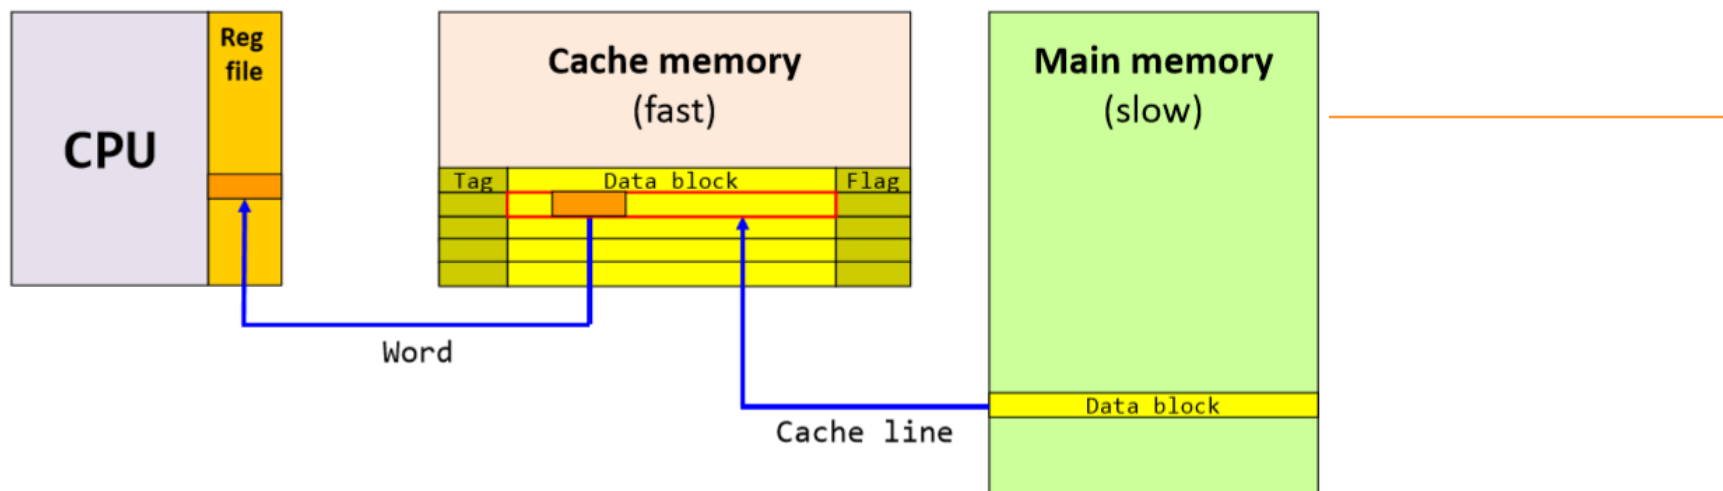 CPU
Reg
file
Cache memory
(fast)
Tag
Data block
Flag
Word
Cache line
Main memory
(slow)
Data block